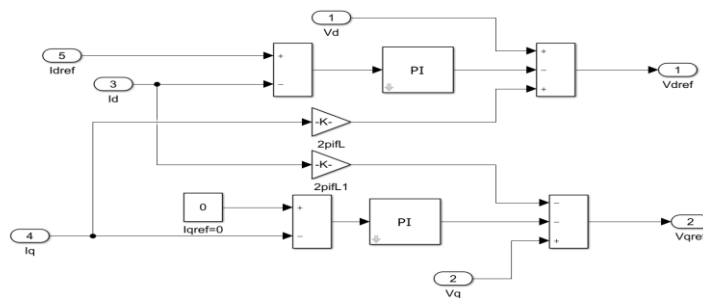 1
Vd
5
Idref
+
−
PI
+
−
+
1
Vdref
3
Id
-K-
2pifL
-K-
2pifL1
0
Iqref=0
+
−
PI
−
−
+
2
Vqref
4
Iq
2
Vq